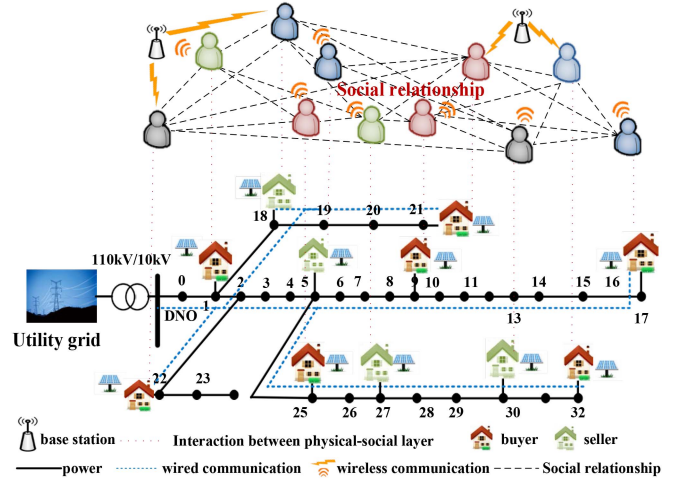 Social relationship
18 19 20 21
110kV/10kV
0 1 2 3 4 5 6 7 8 9 10 11 13 14 15 16 17
DNO
Utility grid
22 23
25 26 27 28 29 30 32
base station Interaction between physical-social layer buyer seller
power wired communication wireless communication Social relationship